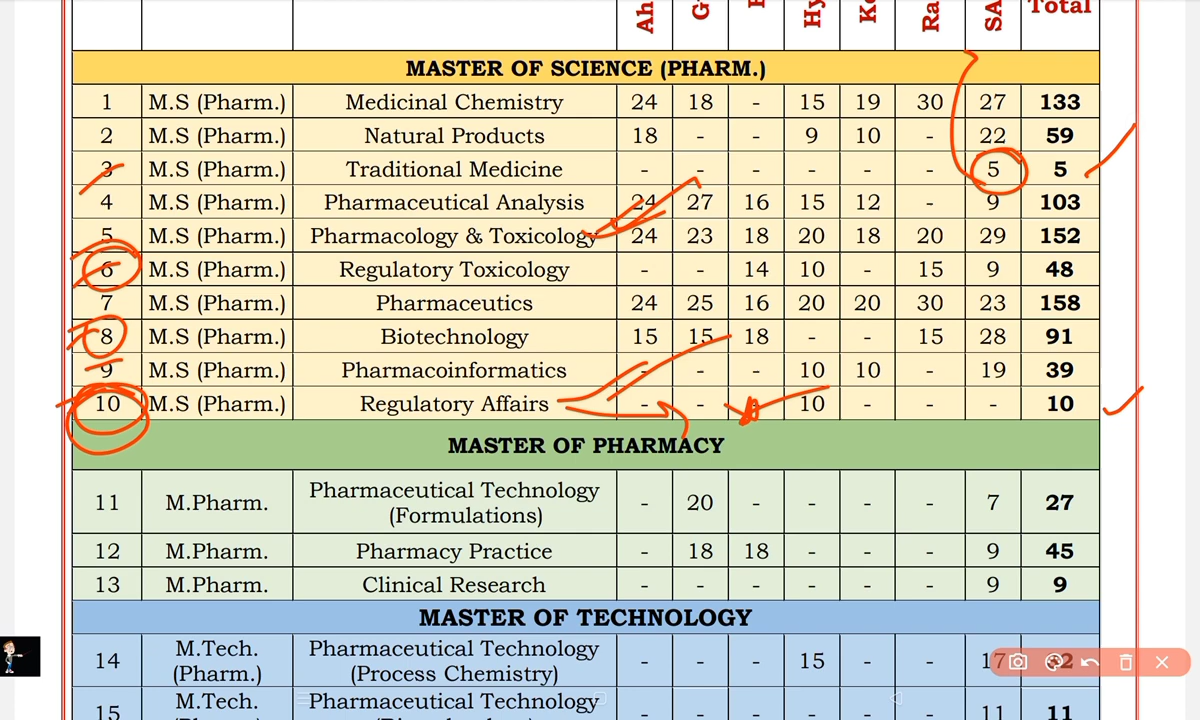 Ah G Hy Ko Ra SA Total
MASTER OF SCIENCE (PHARM.)
1 M.S (Pharm.) Medicinal Chemistry 24 18 - 15 19 30 27 133
2 M.S (Pharm.) Natural Products 18 - - 9 10 - 22 59
3 M.S (Pharm.) Traditional Medicine - - - - - - 5 5
4 M.S (Pharm.) Pharmaceutical Analysis 24 27 16 15 12 - 9 103
5 M.S (Pharm.) Pharmacology & Toxicology 24 23 18 20 18 20 29 152
6 M.S (Pharm.) Regulatory Toxicology - - 14 10 - 15 9 48
7 M.S (Pharm.) Pharmaceutics 24 25 16 20 20 30 23 158
8 M.S (Pharm.) Biotechnology 15 15 18 - - 15 28 91
9 M.S (Pharm.) Pharmacoinformatics - - - 10 10 - 19 39
10 M.S (Pharm.) Regulatory Affairs - - - 10 - - - 10
MASTER OF PHARMACY
11 M.Pharm. Pharmaceutical Technology (Formulations) - 20 - - - - 7 27
12 M.Pharm. Pharmacy Practice - 18 18 - - - 9 45
13 M.Pharm. Clinical Research - - - - - - 9 9
MASTER OF TECHNOLOGY
14 M.Tech. (Pharm.) Pharmaceutical Technology (Process Chemistry) - - - 15 - - 17 32
15 M.Tech. Pharmaceutical Technology - - - - - - 11 11